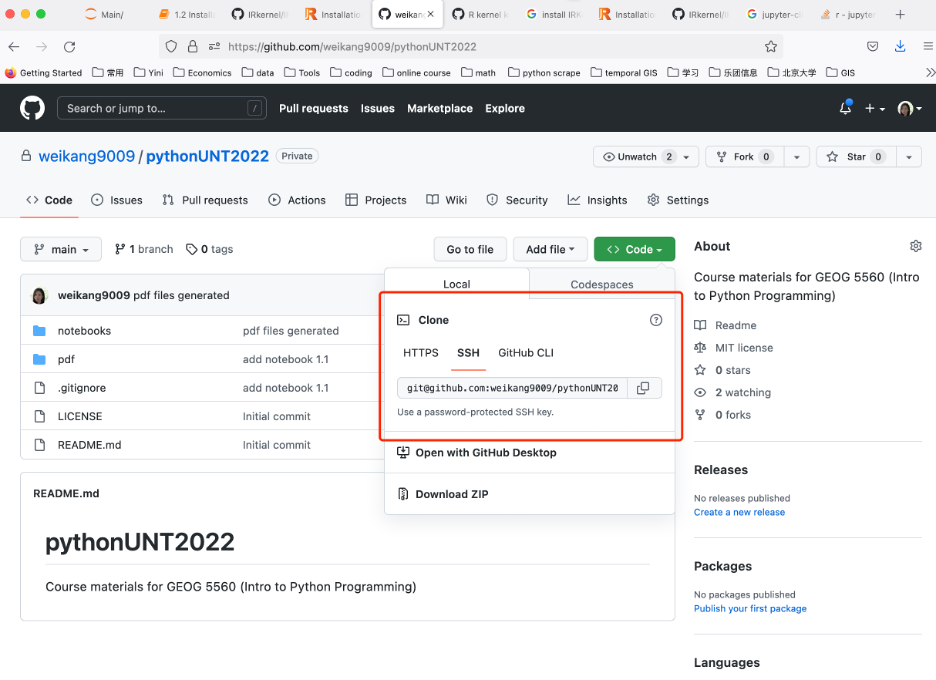 Main/
1.2 Install
IRkernel/I
Installatio
weikan
R kernel k
install IRK
Installatio
IRkernel/I
jupyter-cl
r - jupyter
https://github.com/weikang9009/pythonUNT2022
Getting Started 常用 Yini Economics data Tools coding online course math python scrape temporal GIS 学习 乐团信息 北京大学 GIS
Search or jump to... / Pull requests Issues Marketplace Explore
weikang9009 / pythonUNT2022 Private
Unwatch 2 Fork 0 Star 0
Code Issues Pull requests Actions Projects Wiki Security Insights Settings
main 1 branch 0 tags Go to file Add file Code
weikang9009 pdf files generated
notebooks pdf files generated
pdf add notebook 1.1
.gitignore add notebook 1.1
LICENSE Initial commit
README.md Initial commit
Local Codespaces
Clone
HTTPS SSH GitHub CLI
git@github.com:weikang9009/pythonUNT20
Use a password-protected SSH key.
Open with GitHub Desktop
Download ZIP
README.md
pythonUNT2022
Course materials for GEOG 5560 (Intro to Python Programming)
About
Course materials for GEOG 5560 (Intro
to Python Programming)
Readme
MIT license
0 stars
2 watching
0 forks
Releases
No releases published
Create a new release
Packages
No packages published
Publish your first package
Languages